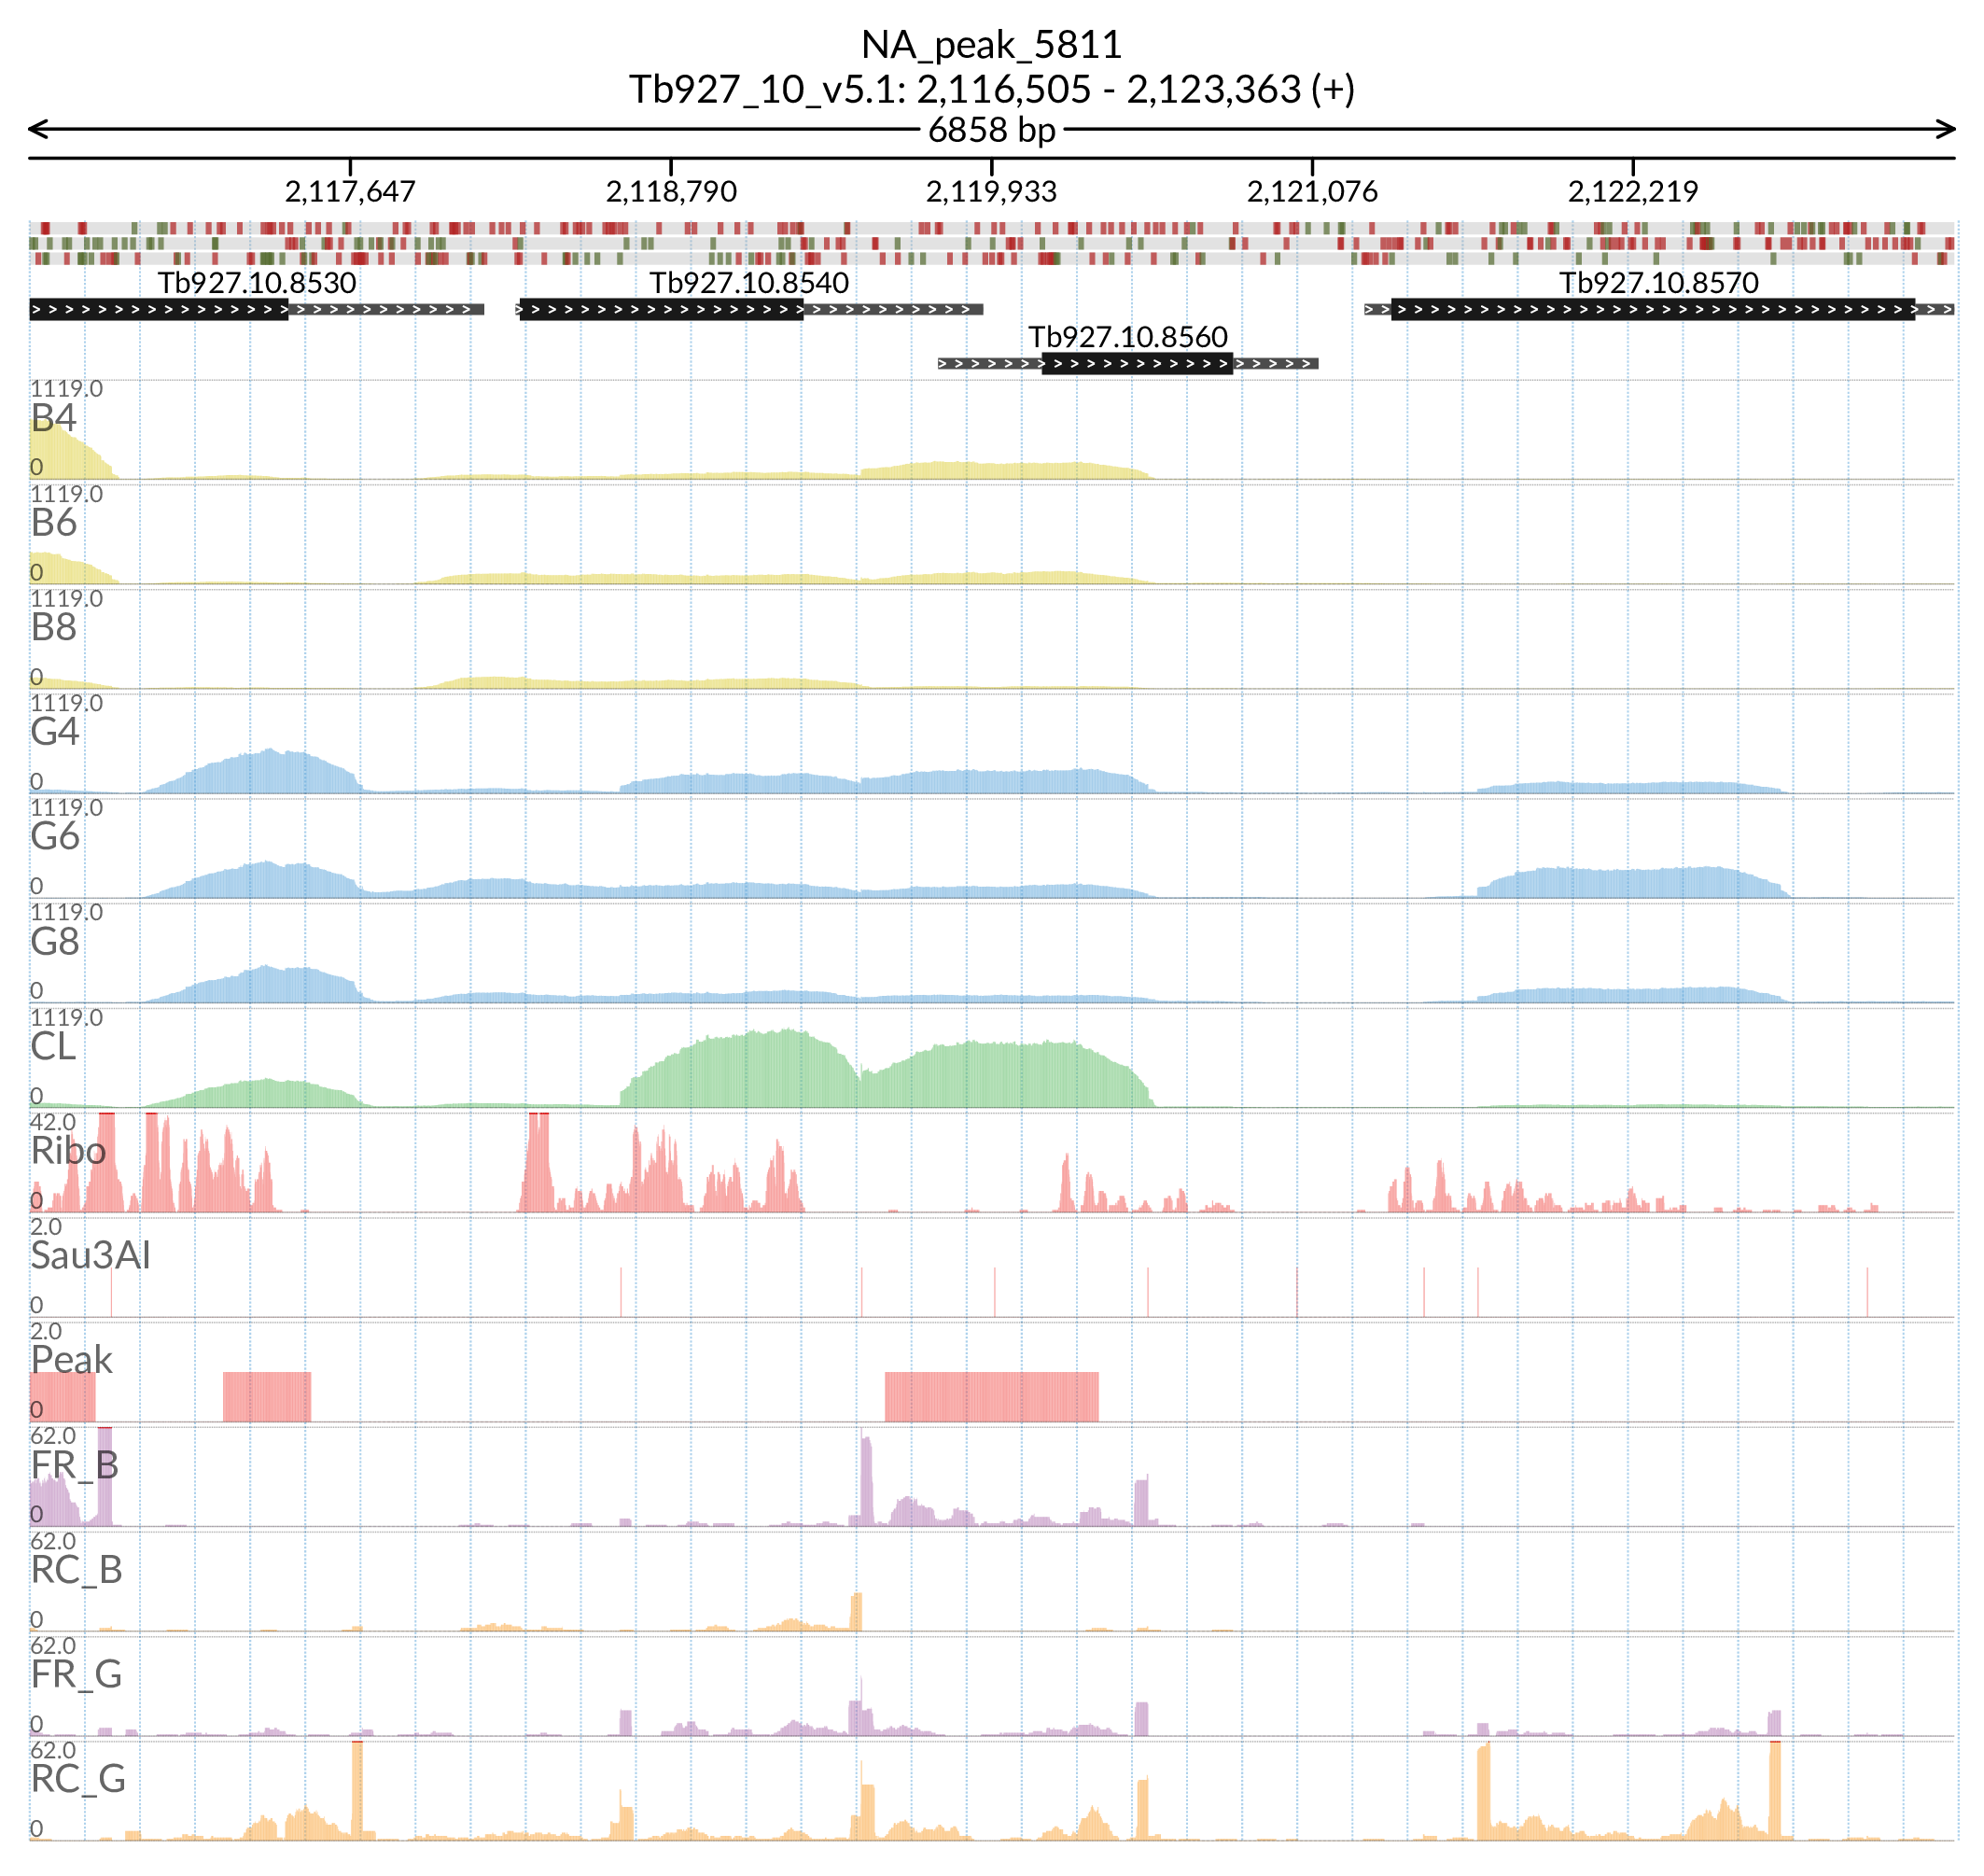 NA_peak_5811
Tb927_10_v5.1: 2,116,505 - 2,123,363 (+)
6858 bp
2,117,647 2,118,790 2,119,933 2,121,076 2,122,219
Tb927.10.8530 Tb927.10.8540 Tb927.10.8570
Tb927.10.8560
1119.0
B4
0
1119.0
B6
0
1119.0
B8
0
1119.0
G4
0
1119.0
G6
0
1119.0
G8
0
1119.0
CL
0
42.0
Ribo
0
2.0
Sau3AI
0
2.0
Peak
0
62.0
FR_B
0
62.0
RC_B
0
62.0
FR_G
0
62.0
RC_G
0